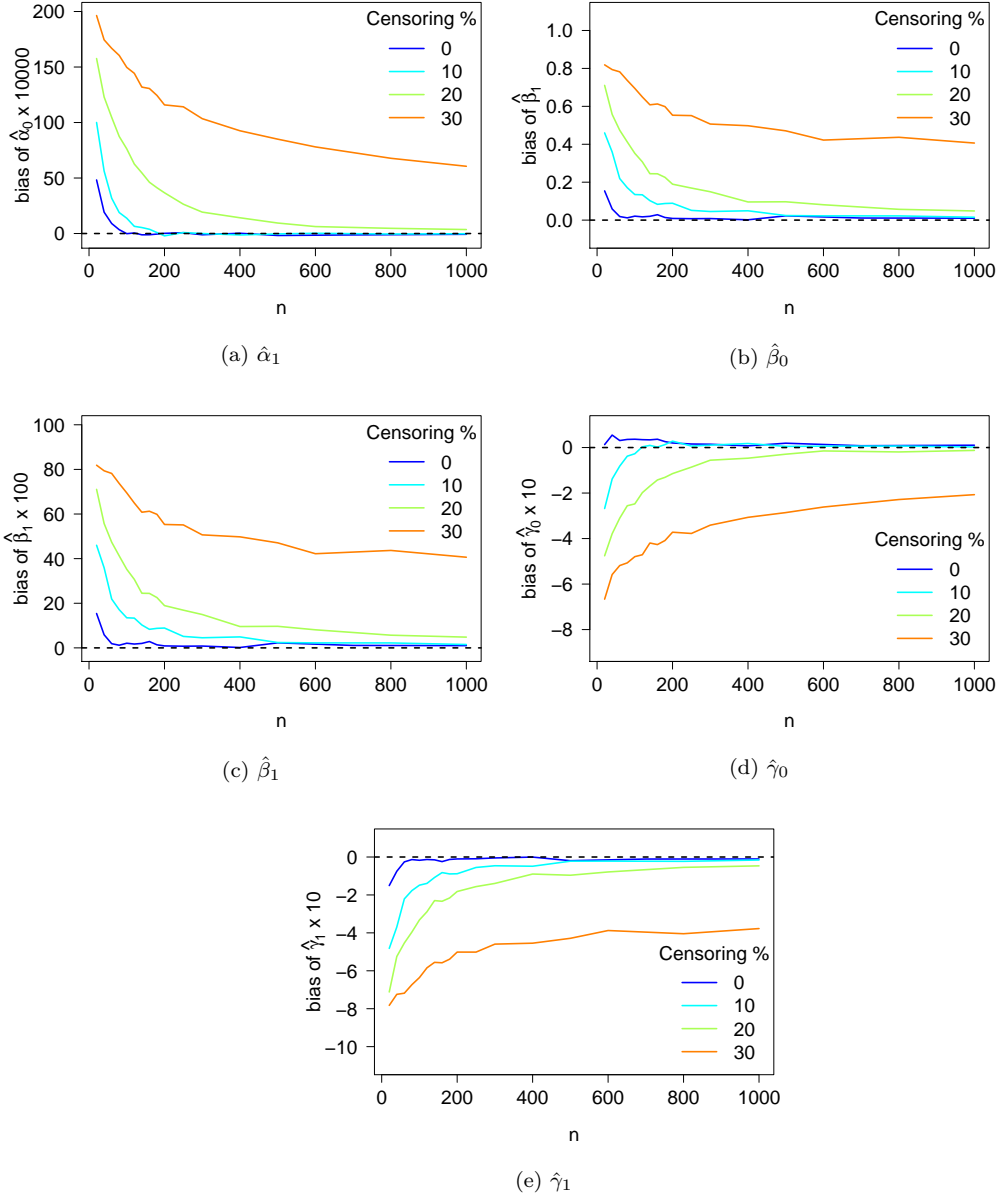 bias of α̂₀ x 10000
200
150
100
50
0
Censoring %
0
10
20
30
0 200 400 600 800 1000
n
(a) α̂₁
bias of β̂₁
1.0
0.8
0.6
0.4
0.2
0.0
Censoring %
0
10
20
30
0 200 400 600 800 1000
n
(b) β̂₀
bias of β̂₁ x 100
100
80
60
40
20
0
Censoring %
0
10
20
30
0 200 400 600 800 1000
n
(c) β̂₁
bias of γ̂₀ x 10
0
−2
−4
−6
−8
Censoring %
0
10
20
30
0 200 400 600 800 1000
n
(d) γ̂₀
bias of γ̂₁ x 10
0
−2
−4
−6
−8
−10
Censoring %
0
10
20
30
0 200 400 600 800 1000
n
(e) γ̂₁